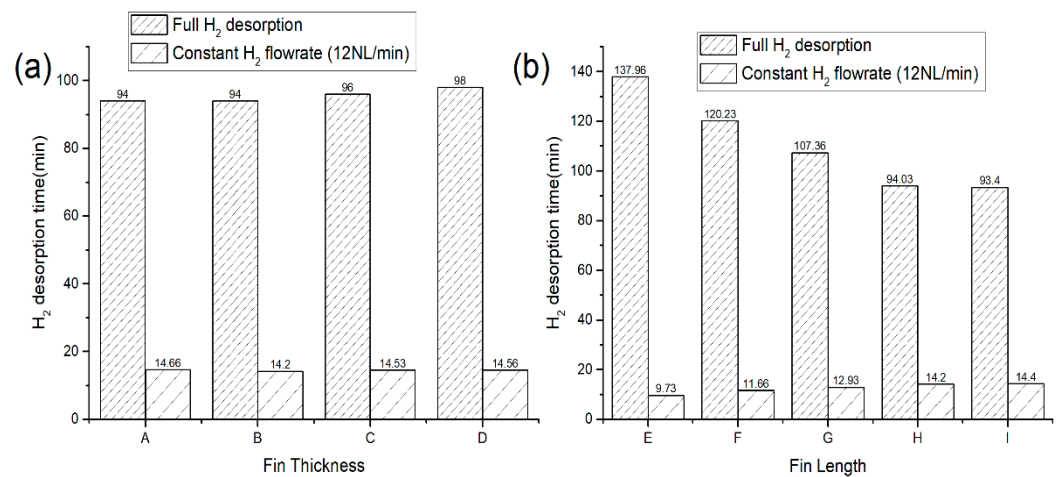 (a)
Full H₂ desorption
Constant H₂ flowrate (12NL/min)
H₂ desorption time(min)
100
80
60
40
20
0
94
94
96
98
14.66
14.2
14.53
14.56
A B C D
Fin Thickness
(b)
Full H₂ desorption
Constant H₂ flowrate (12NL/min)
H₂ desorption time(min)
140
120
100
80
60
40
20
0
137.96
120.23
107.36
94.03
93.4
9.73
11.66
12.93
14.2
14.4
E F G H I
Fin Length